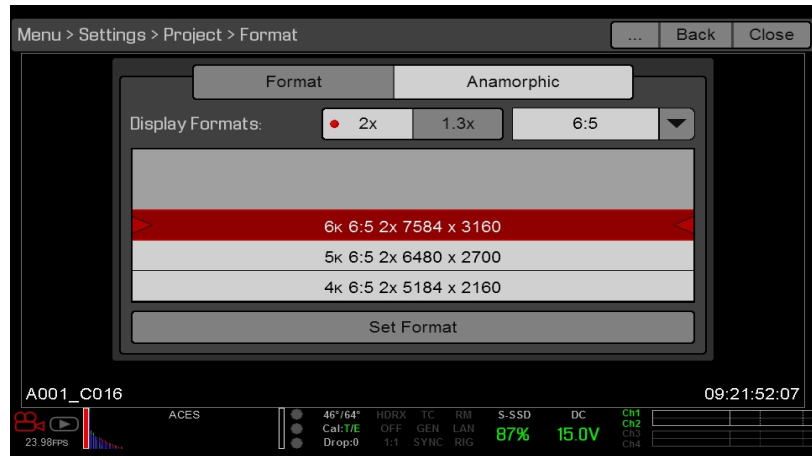 Menu > Settings > Project > Format
... Back Close
Format Anamorphic
Display Formats: 2x 1.3x 6:5
6K 6:5 2x 7584 x 3160
5K 6:5 2x 6480 x 2700
4K 6:5 2x 5184 x 2160
Set Format
A001_C016 09:21:52:07
ACES 46°/64° HDRX TC RM S-SSD DC Ch1
Cal:T/E OFF GEN LAN 87% 15.0V Ch2
23.98FPS Drop:0 1:1 SYNC RIG Ch3
Ch4